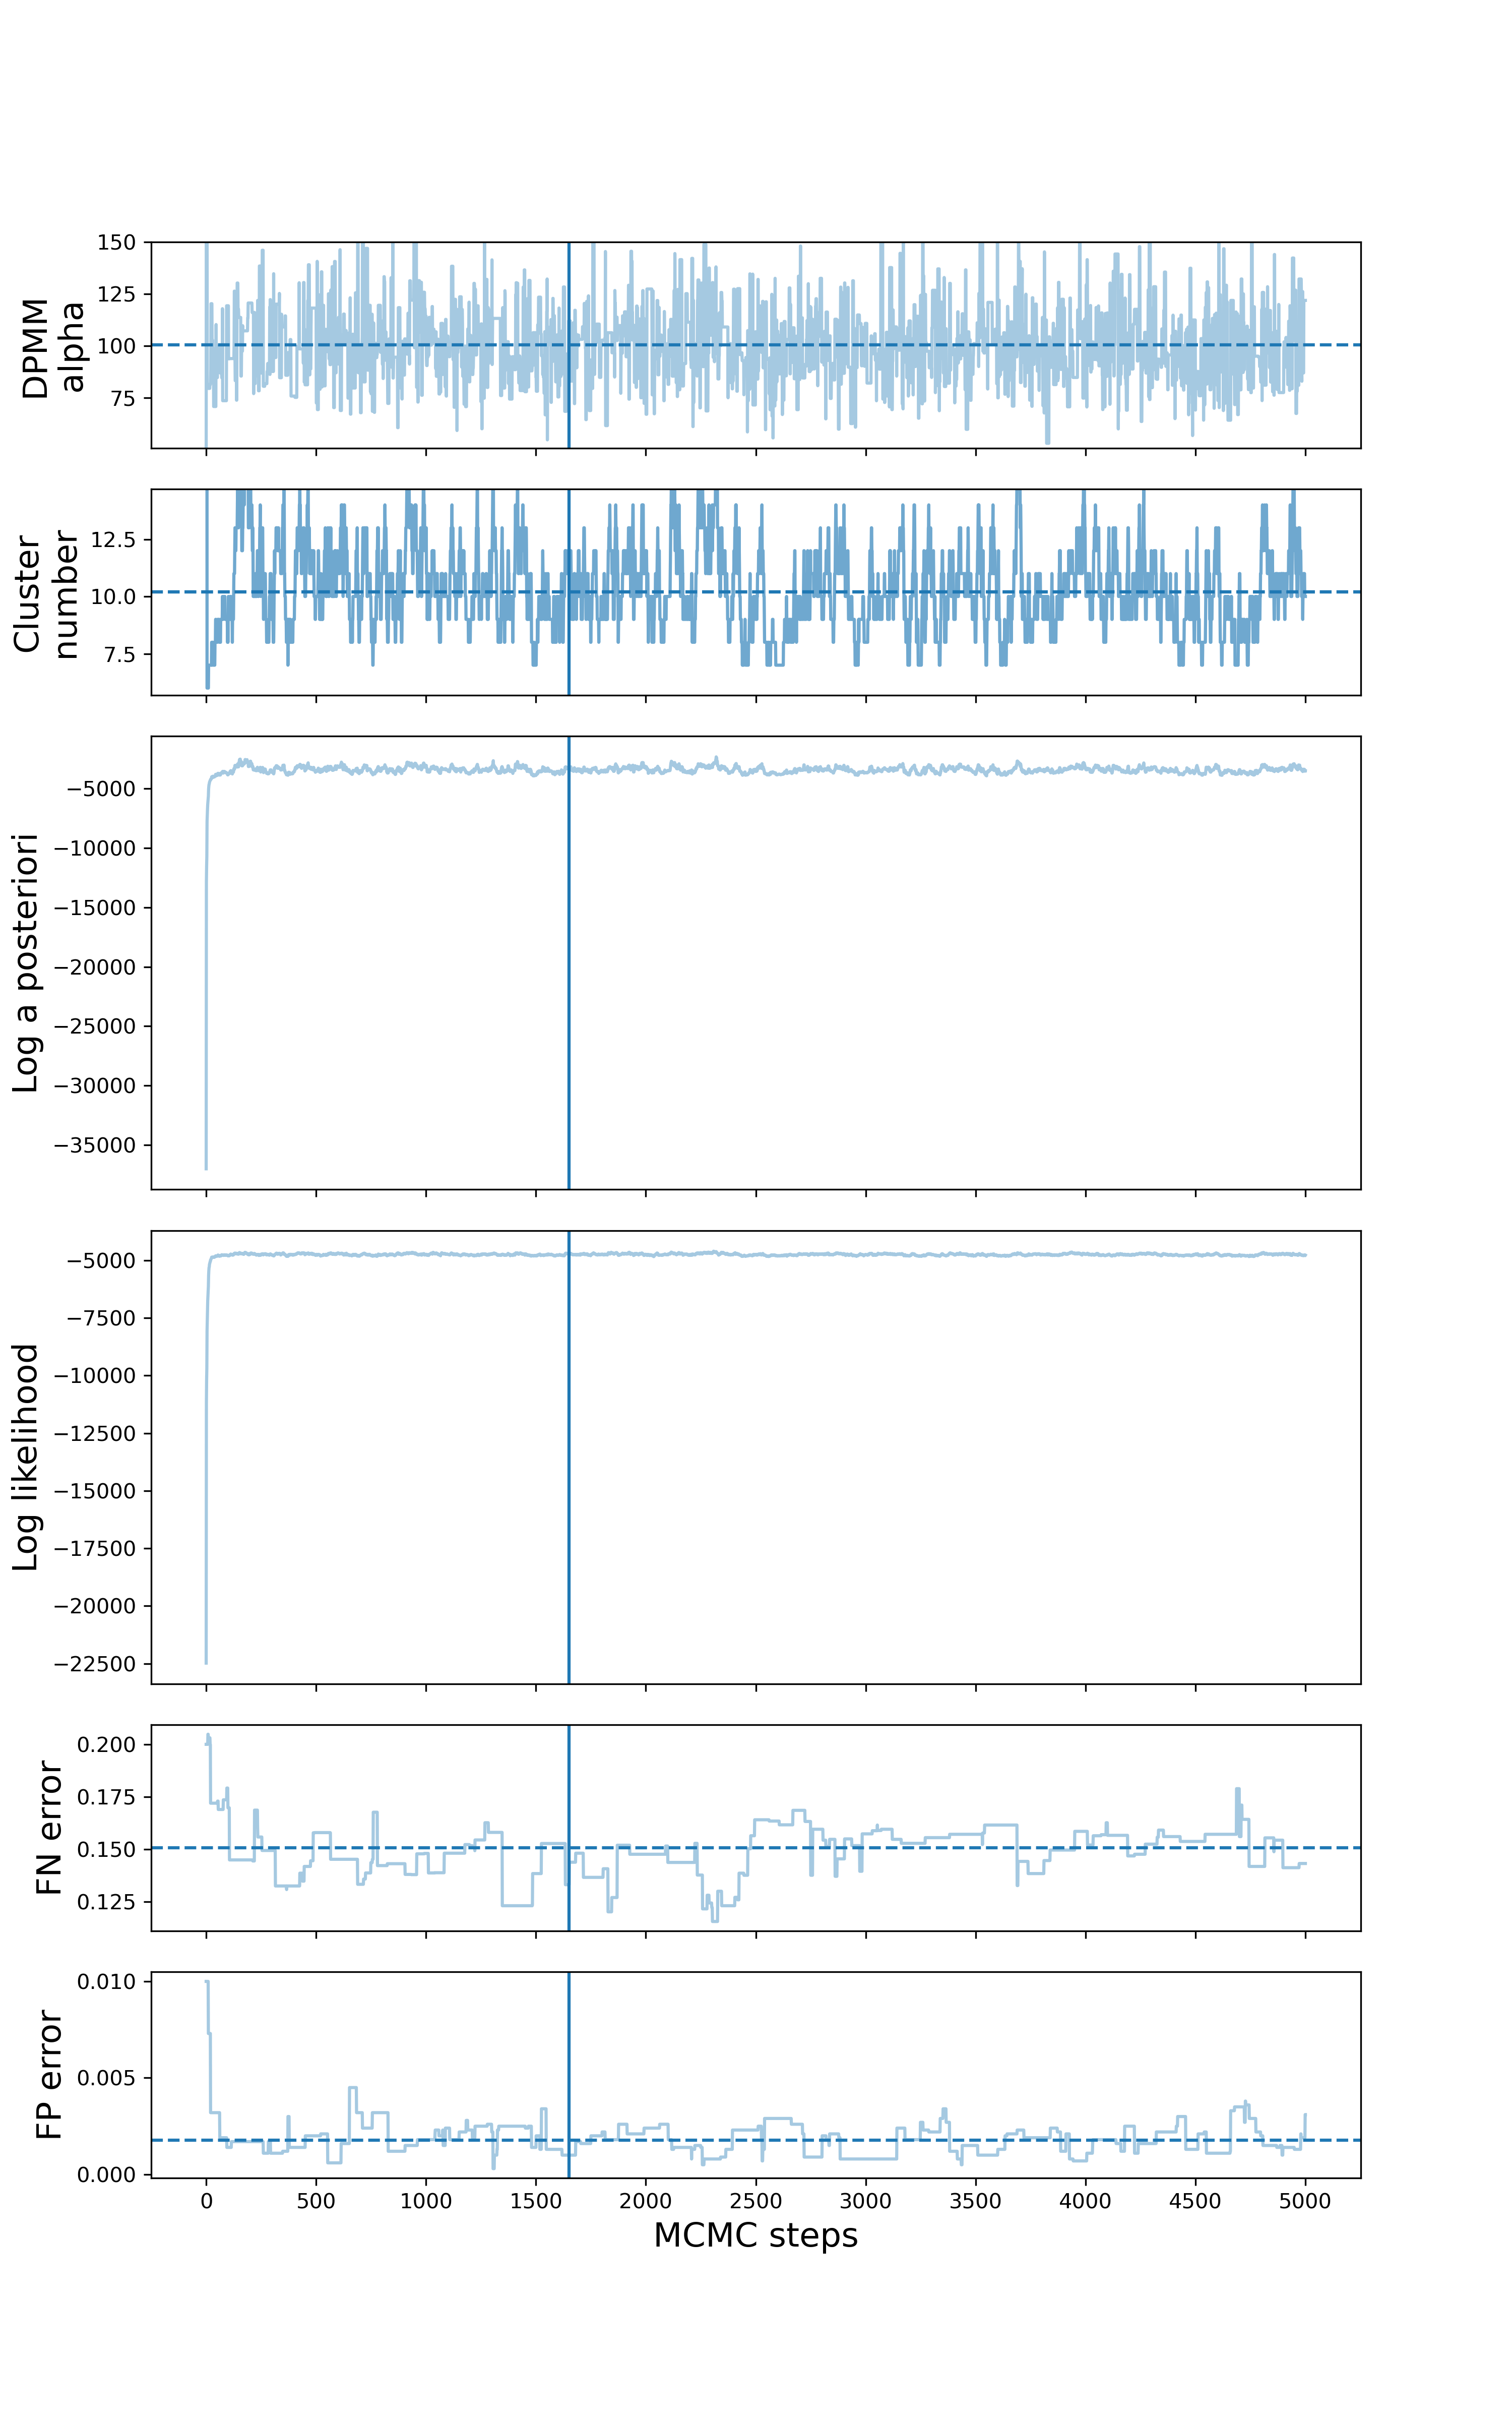 DPMM
alpha
150
125
100
75
Cluster
number
12.5
10.0
7.5
Log a posteriori
−5000
−10000
−15000
−20000
−25000
−30000
−35000
Log likelihood
−5000
−7500
−10000
−12500
−15000
−17500
−20000
−22500
FN error
0.200
0.175
0.150
0.125
FP error
0.010
0.005
0.000
0 500 1000 1500 2000 2500 3000 3500 4000 4500 5000
MCMC steps